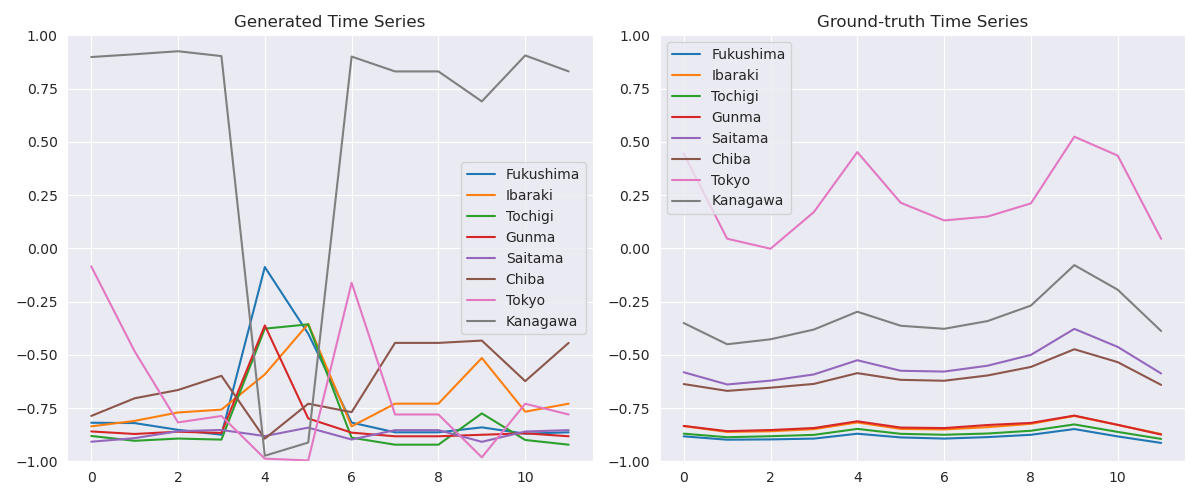 Generated Time Series
1.00
0.75
0.50
0.25
0.00
−0.25
−0.50
−0.75
−1.00
0
2
4
6
8
10
Fukushima
Ibaraki
Tochigi
Gunma
Saitama
Chiba
Tokyo
Kanagawa
Ground-truth Time Series
1.00
0.75
0.50
0.25
0.00
−0.25
−0.50
−0.75
−1.00
0
2
4
6
8
10
Fukushima
Ibaraki
Tochigi
Gunma
Saitama
Chiba
Tokyo
Kanagawa